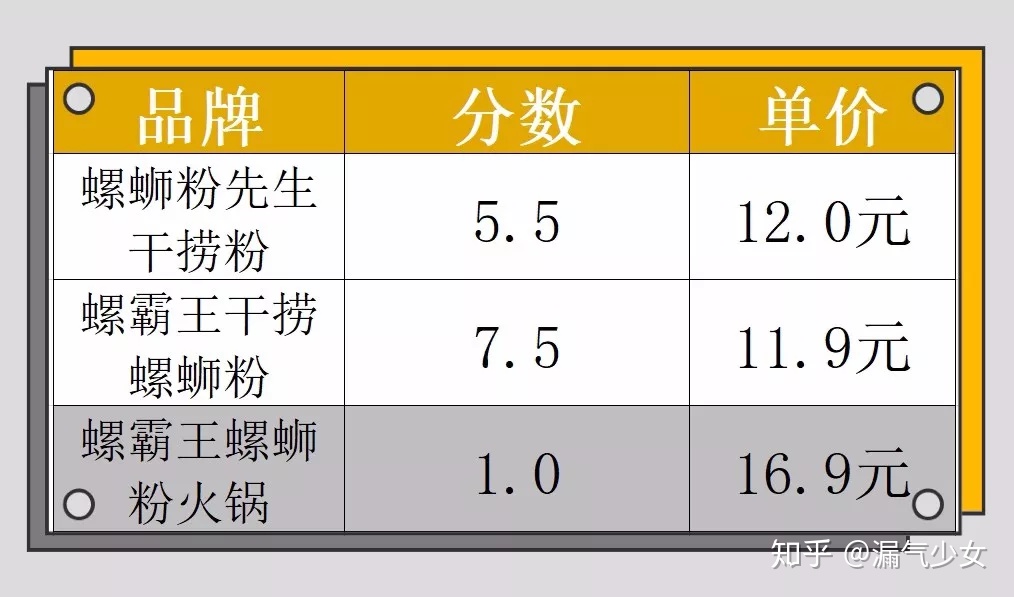 品牌 分数 单价
螺蛳粉先生
干捞粉 5.5 12.0元
螺霸王干捞
螺蛳粉 7.5 11.9元
螺霸王螺蛳
粉火锅 1.0 16.9元
知乎 @漏气少女